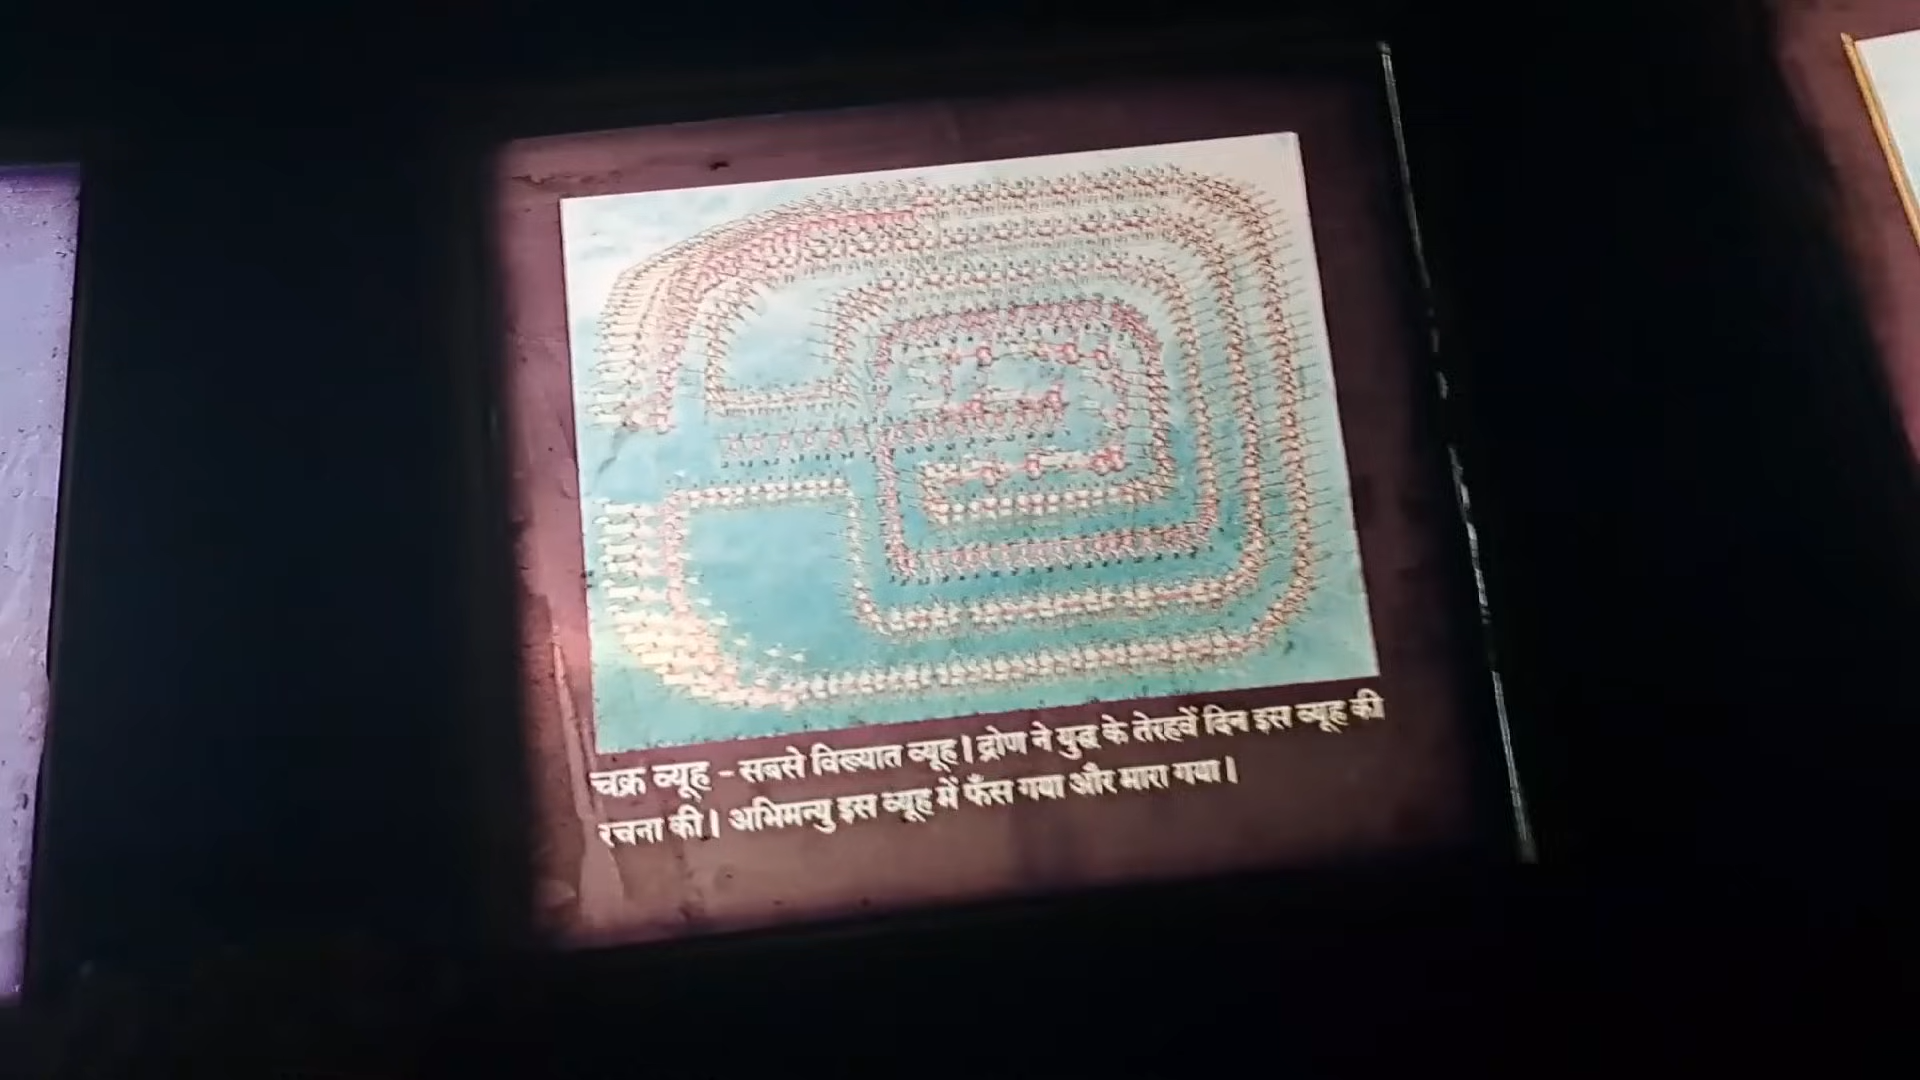 चक्र व्यूह – सबसे विख्यात व्यूह। द्रोण ने युद्ध के तेरहवें दिन इस व्यूह की
रचना की। अभिमन्यु इस व्यूह में फँस गया और मारा गया।